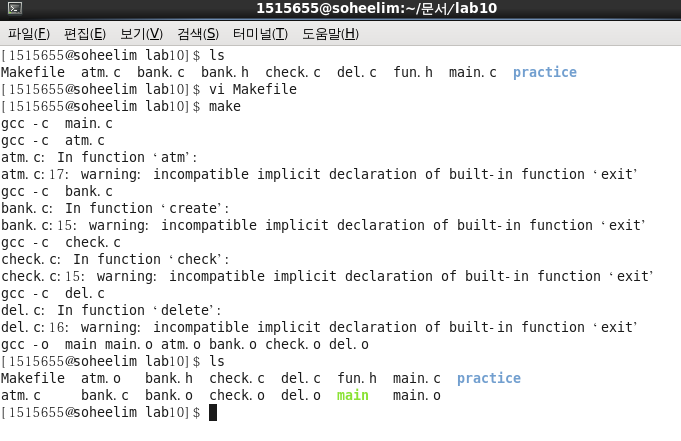 1515655@soheelim:~/문서/lab10
파일(F) 편집(E) 보기(V) 검색(S) 터미널(T) 도움말(H)
[1515655@soheelim lab10]$ ls
Makefile atm.c bank.c bank.h check.c del.c fun.h main.c practice
[1515655@soheelim lab10]$ vi Makefile
[1515655@soheelim lab10]$ make
gcc -c main.c
gcc -c atm.c
atm.c: In function ‘atm’:
atm.c:17: warning: incompatible implicit declaration of built-in function ‘exit’
gcc -c bank.c
bank.c: In function ‘create’:
bank.c:15: warning: incompatible implicit declaration of built-in function ‘exit’
gcc -c check.c
check.c: In function ‘check’:
check.c:15: warning: incompatible implicit declaration of built-in function ‘exit’
gcc -c del.c
del.c: In function ‘delete’:
del.c:16: warning: incompatible implicit declaration of built-in function ‘exit’
gcc -o main main.o atm.o bank.o check.o del.o
[1515655@soheelim lab10]$ ls
Makefile atm.o bank.h check.c del.c fun.h main.c practice
atm.c bank.c bank.o check.o del.o main main.o
[1515655@soheelim lab10]$